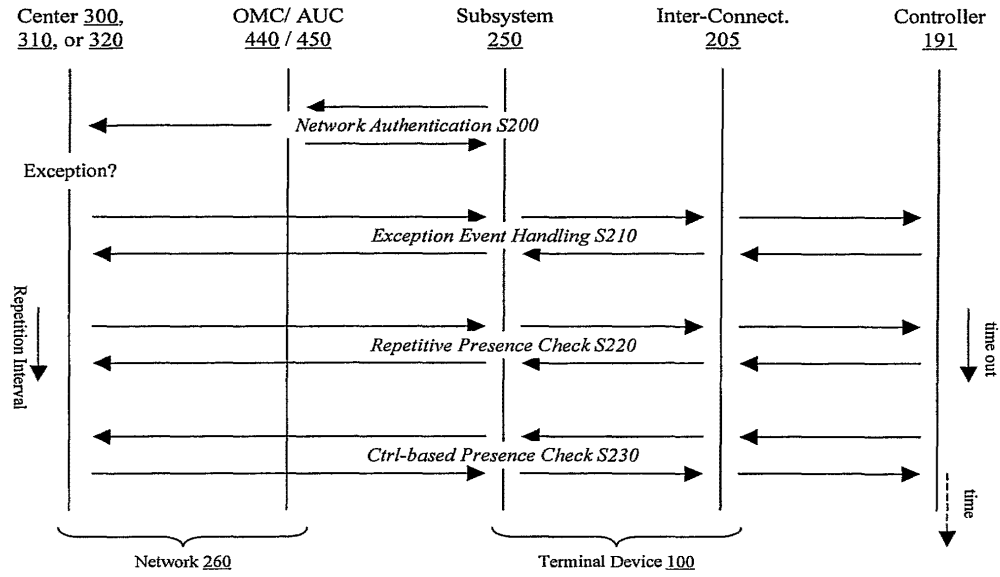 Center 300,
310, or 320
OMC/ AUC
440 / 450
Subsystem
250
Inter-Connect.
205
Controller
191
Network Authentication S200
Exception?
Exception Event Handling S210
Repetition Interval
Repetitive Presence Check S220
time out
Ctrl-based Presence Check S230
time
Network 260
Terminal Device 100